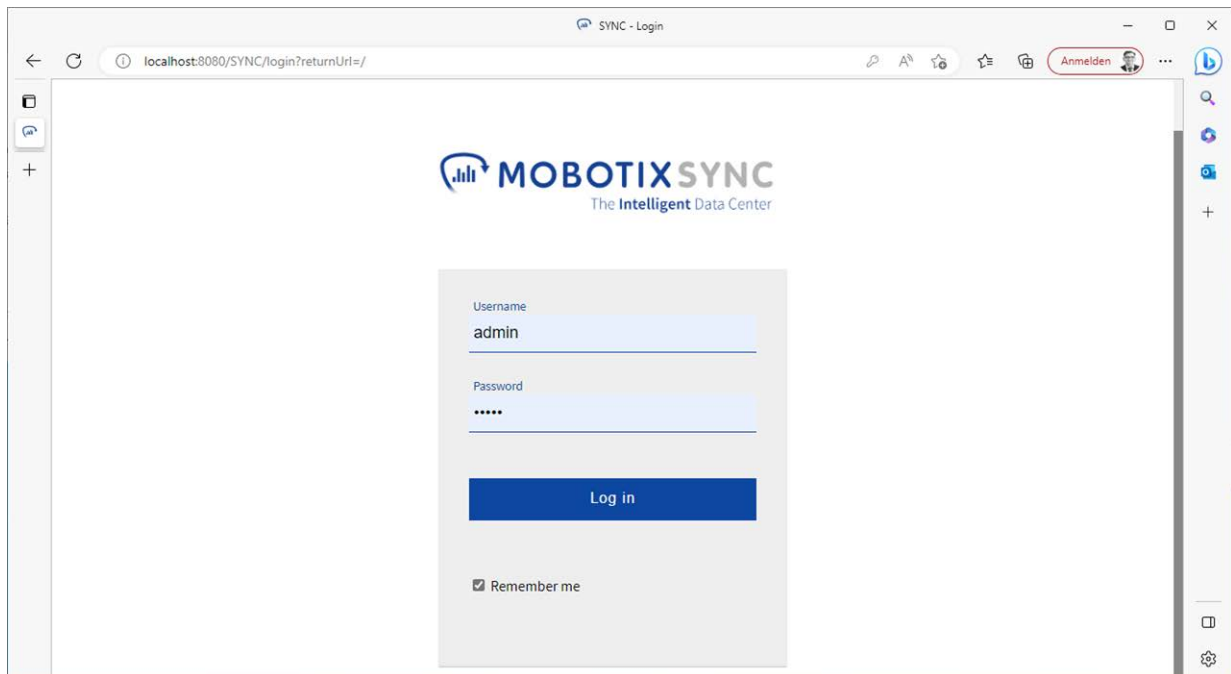 SYNC - Login
localhost:8080/SYNC/login?returnUrl=/
Anmelden
MOBOTIX SYNC
The Intelligent Data Center
Username
admin
Password
•••••
Log in
Remember me